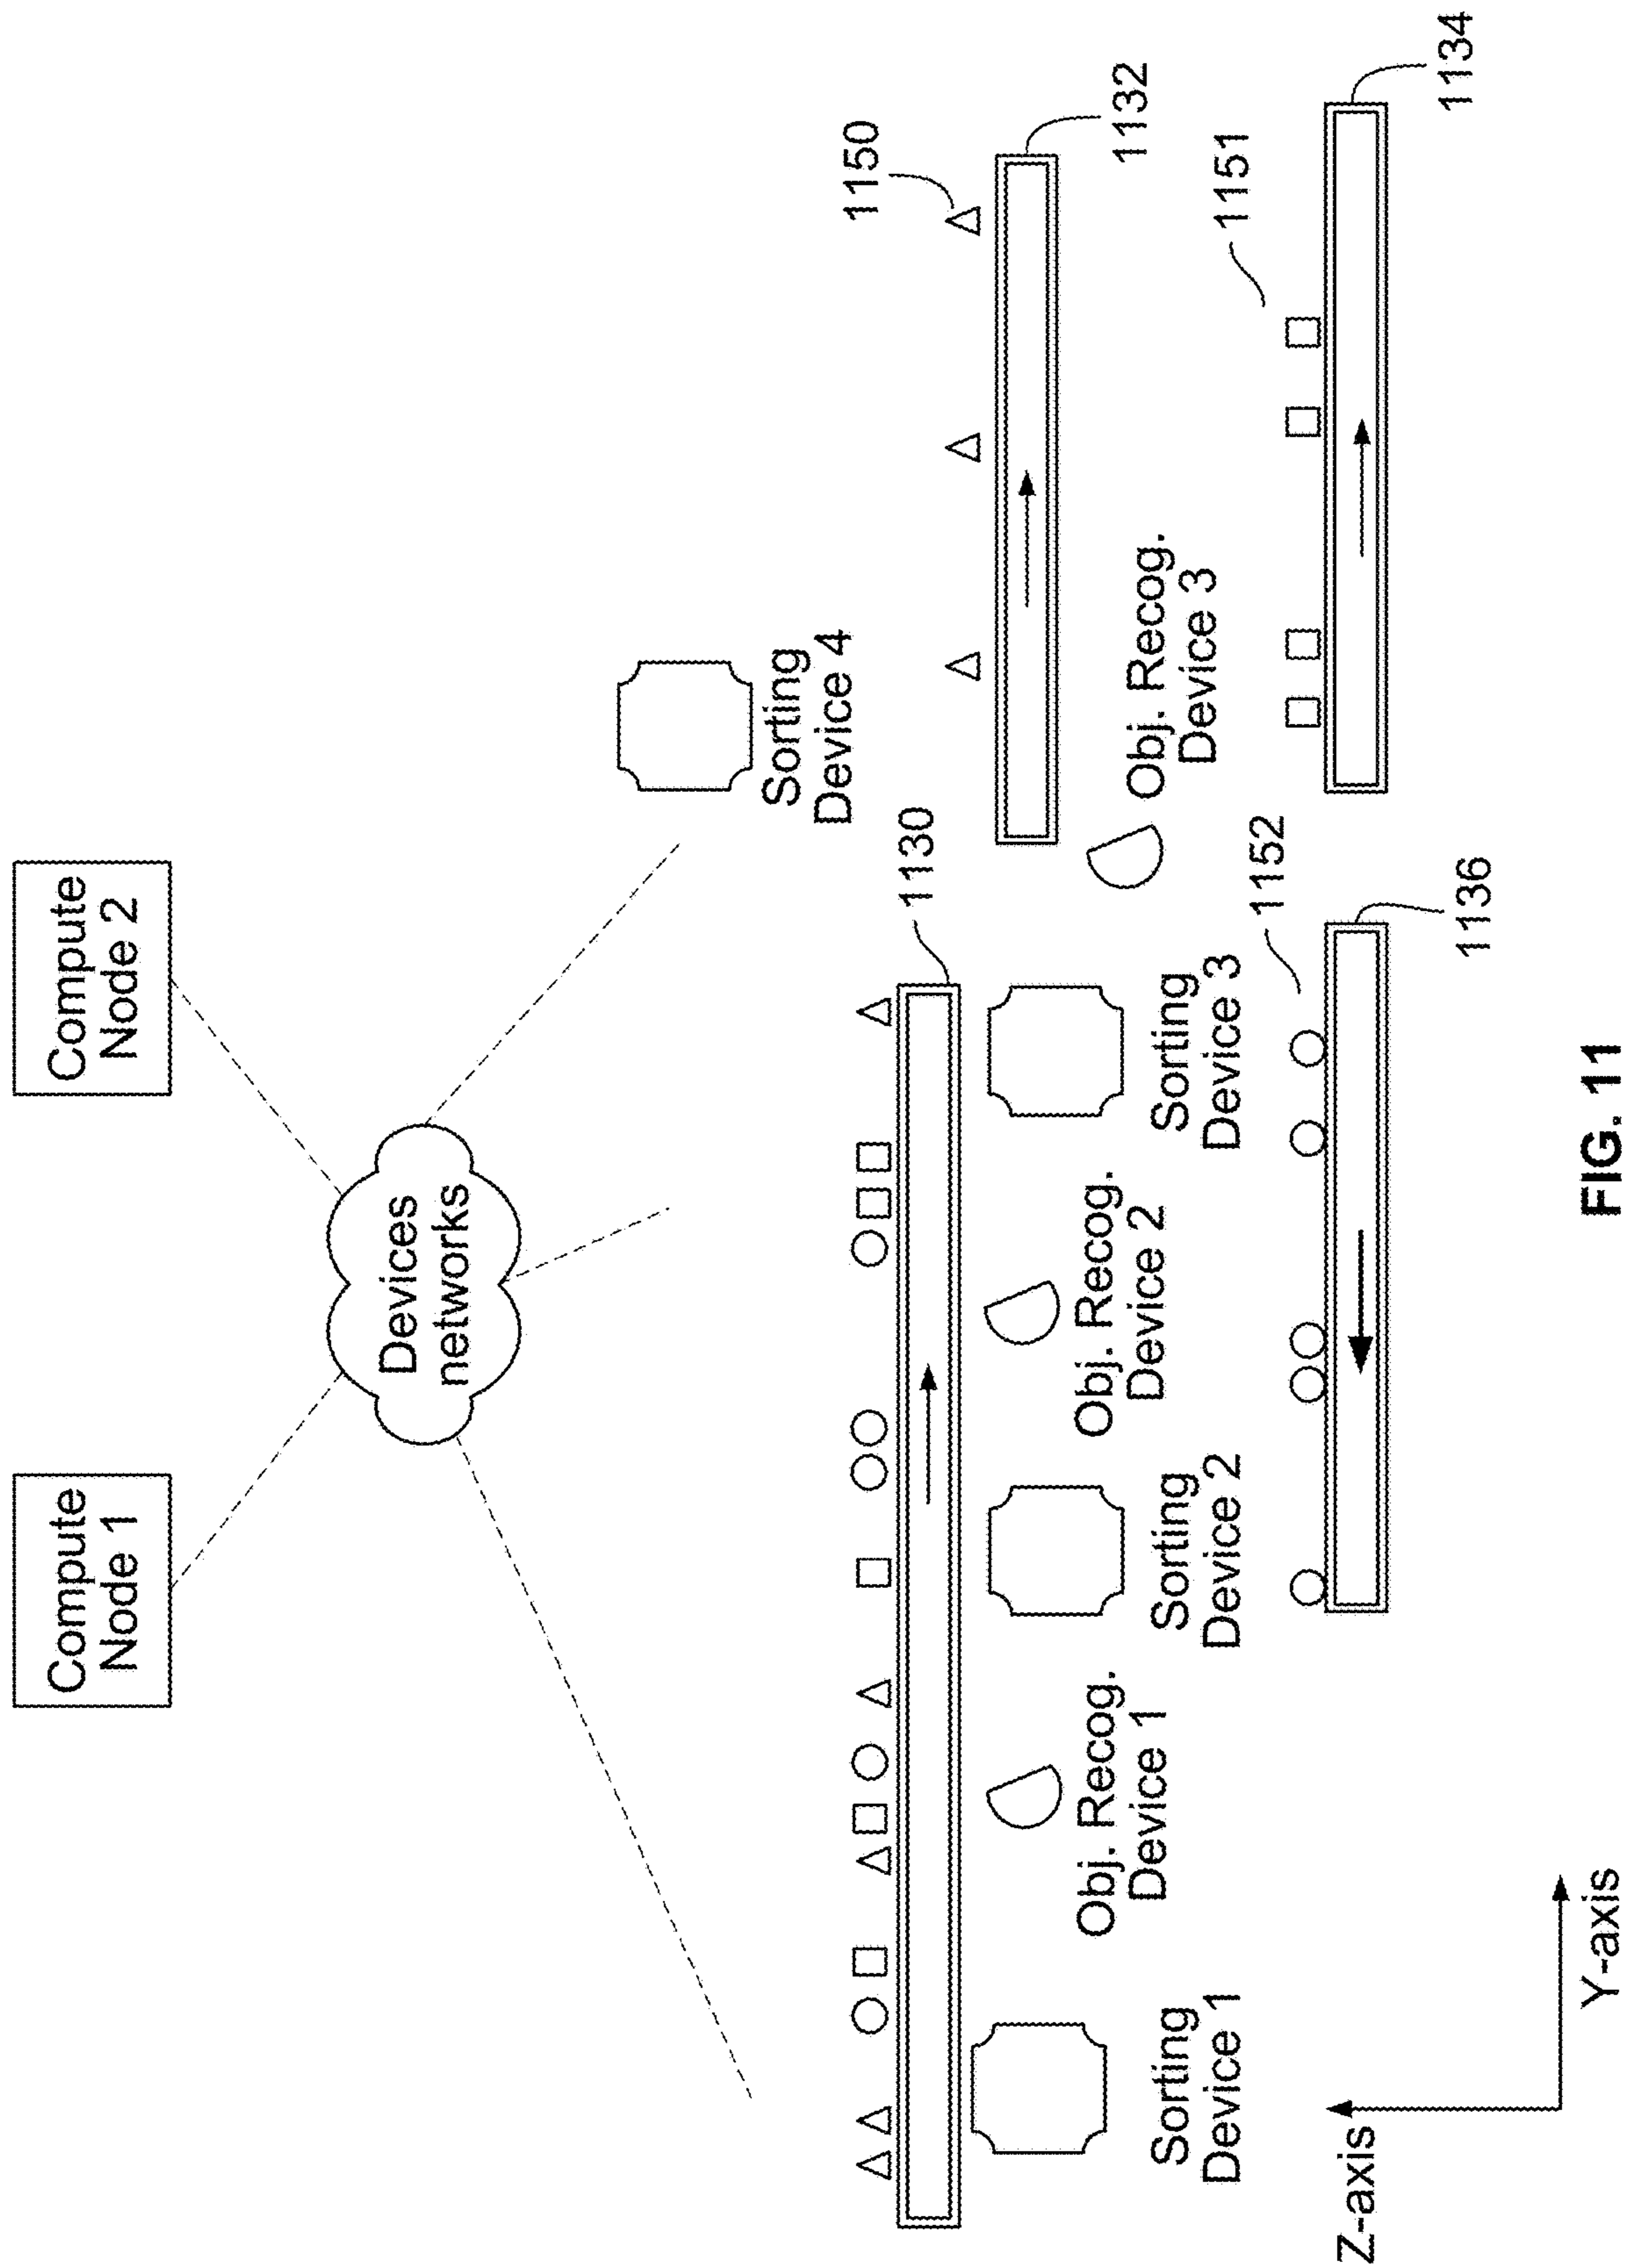 Compute
Node 1
Compute
Node 2
Devices
networks
Sorting
Device 4
1130
1150
1132
Sorting
Device 1
Obj. Recog.
Device 1
Sorting
Device 2
Obj. Recog.
Device 2
Sorting
Device 3
Obj. Recog.
Device 3
1152
1151
1136
1134
Z-axis
Y-axis
FIG. 11